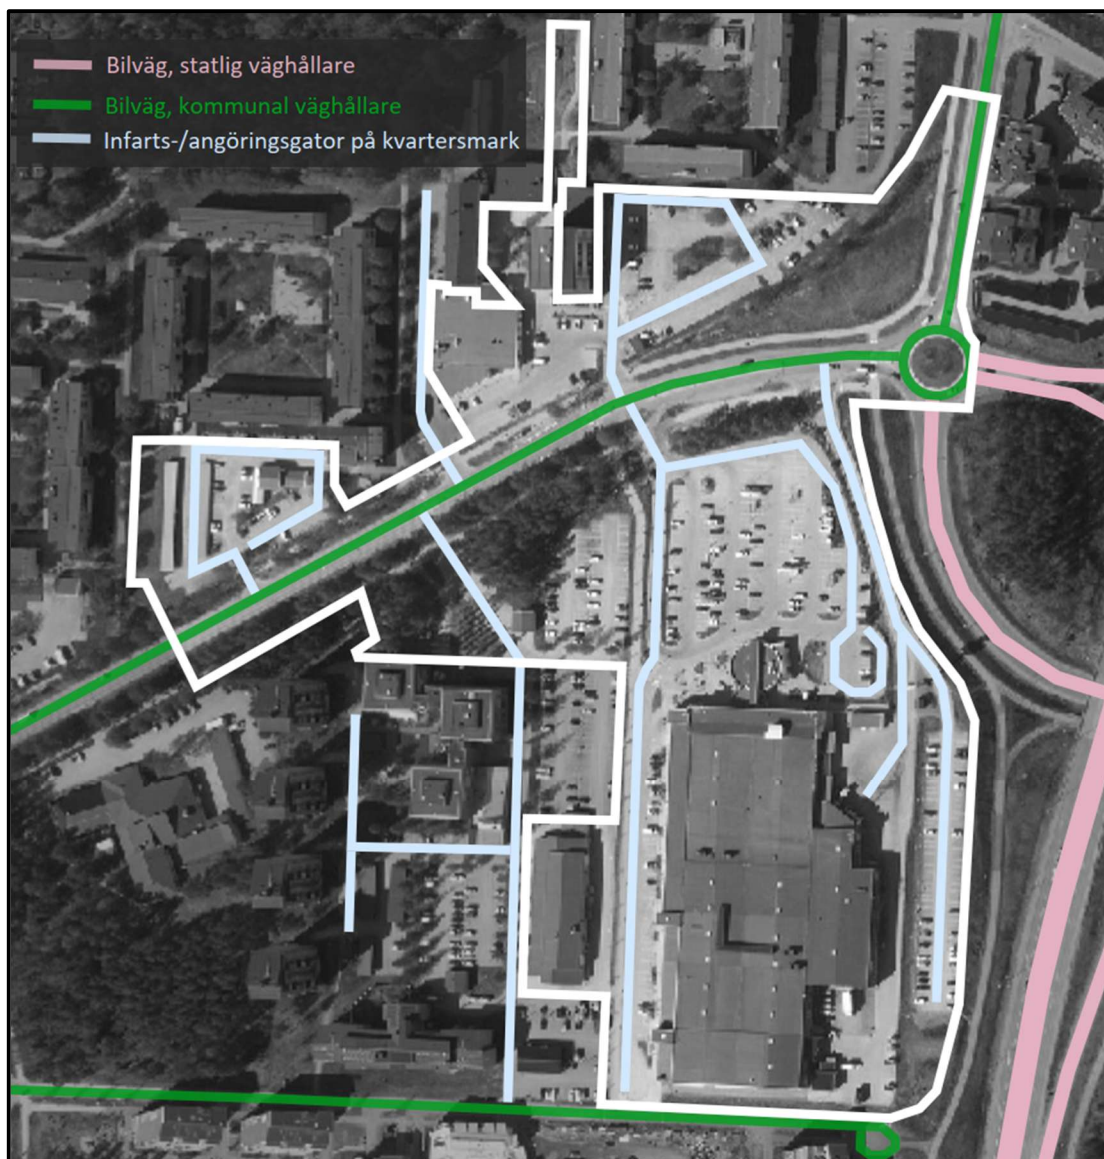 Bilväg, statlig väghållare
Bilväg, kommunal väghållare
Infarts-/angöringsgator på kvartersmark